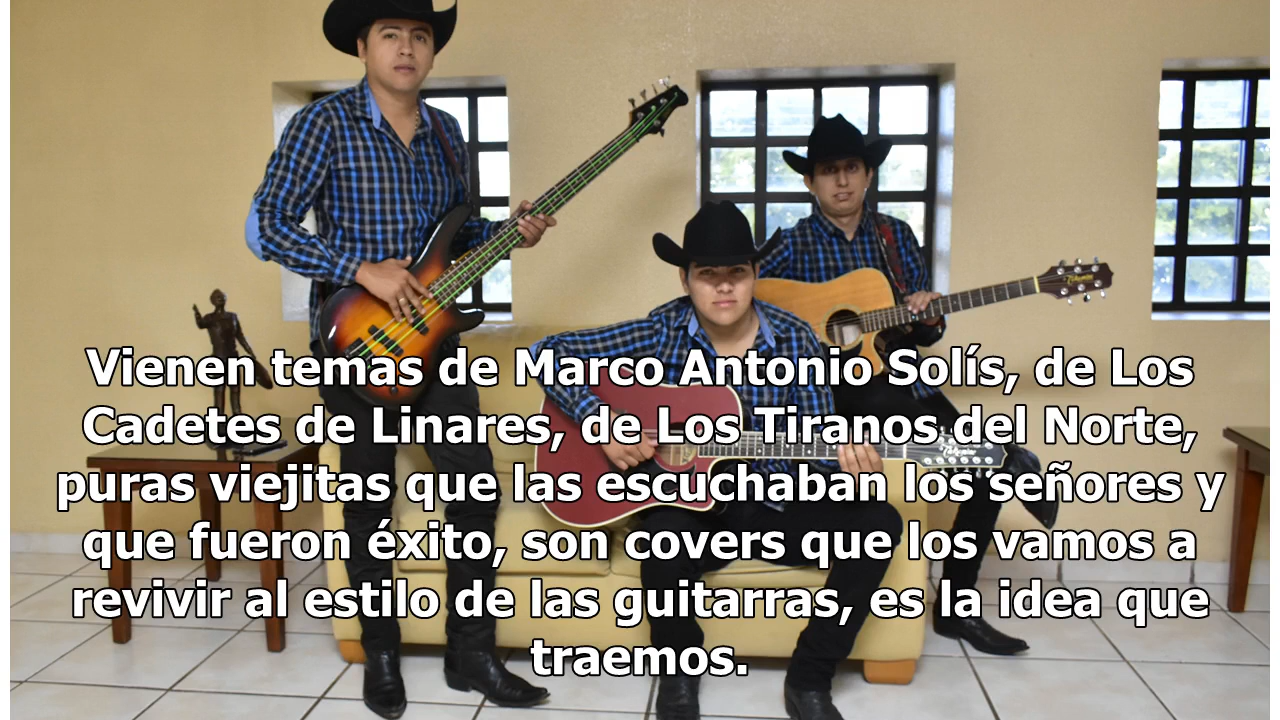 Vienen temas de Marco Antonio Solís, de Los
Cadetes de Linares, de Los Tiranos del Norte,
puras viejitas que las escuchaban los señores y
que fueron éxito, son covers que los vamos a
revivir al estilo de las guitarras, es la idea que
traemos.